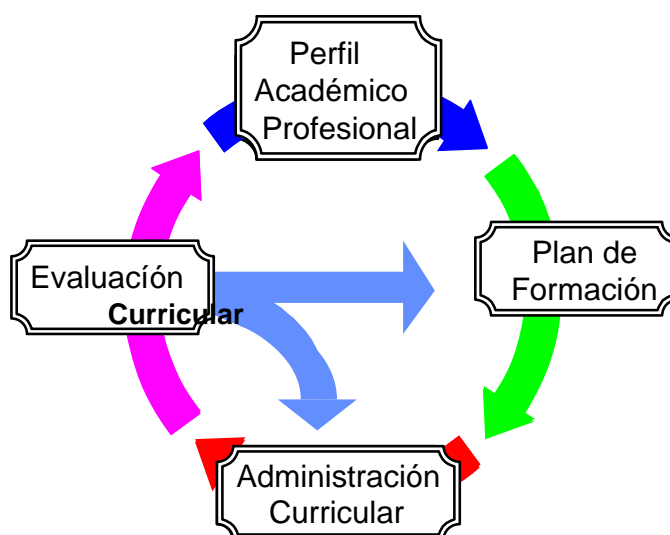 Perfil
Académico
Profesional
Evaluacíón
Curricular
Plan de
Formación
Administración
Curricular